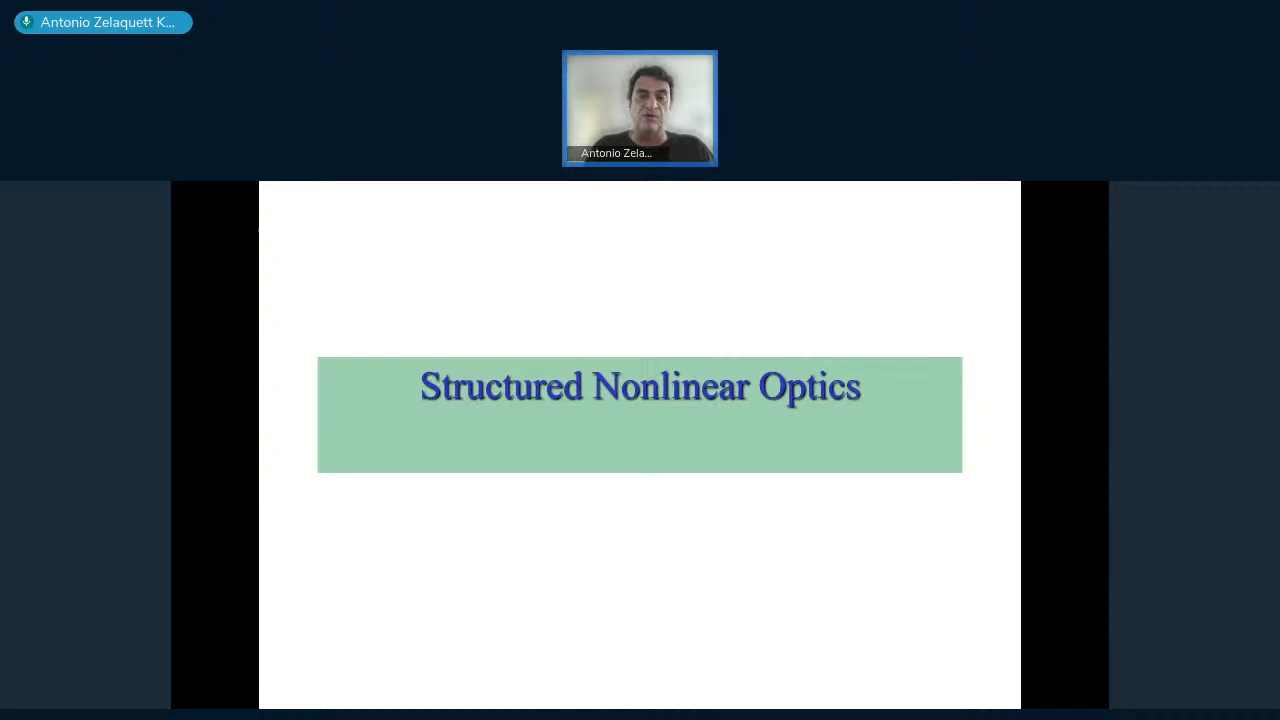 Antonio Zelaquett K...
Antonio Zela...
Structured Nonlinear Optics